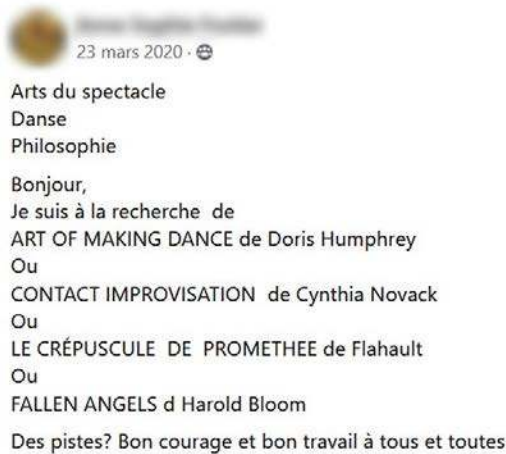 23 mars 2020 ·
Arts du spectacle
Danse
Philosophie
Bonjour,
Je suis à la recherche de
ART OF MAKING DANCE de Doris Humphrey
Ou
CONTACT IMPROVISATION de Cynthia Novack
Ou
LE CRÉPUSCULE DE PROMETHEE de Flahault
Ou
FALLEN ANGELS d Harold Bloom
Des pistes? Bon courage et bon travail à tous et toutes